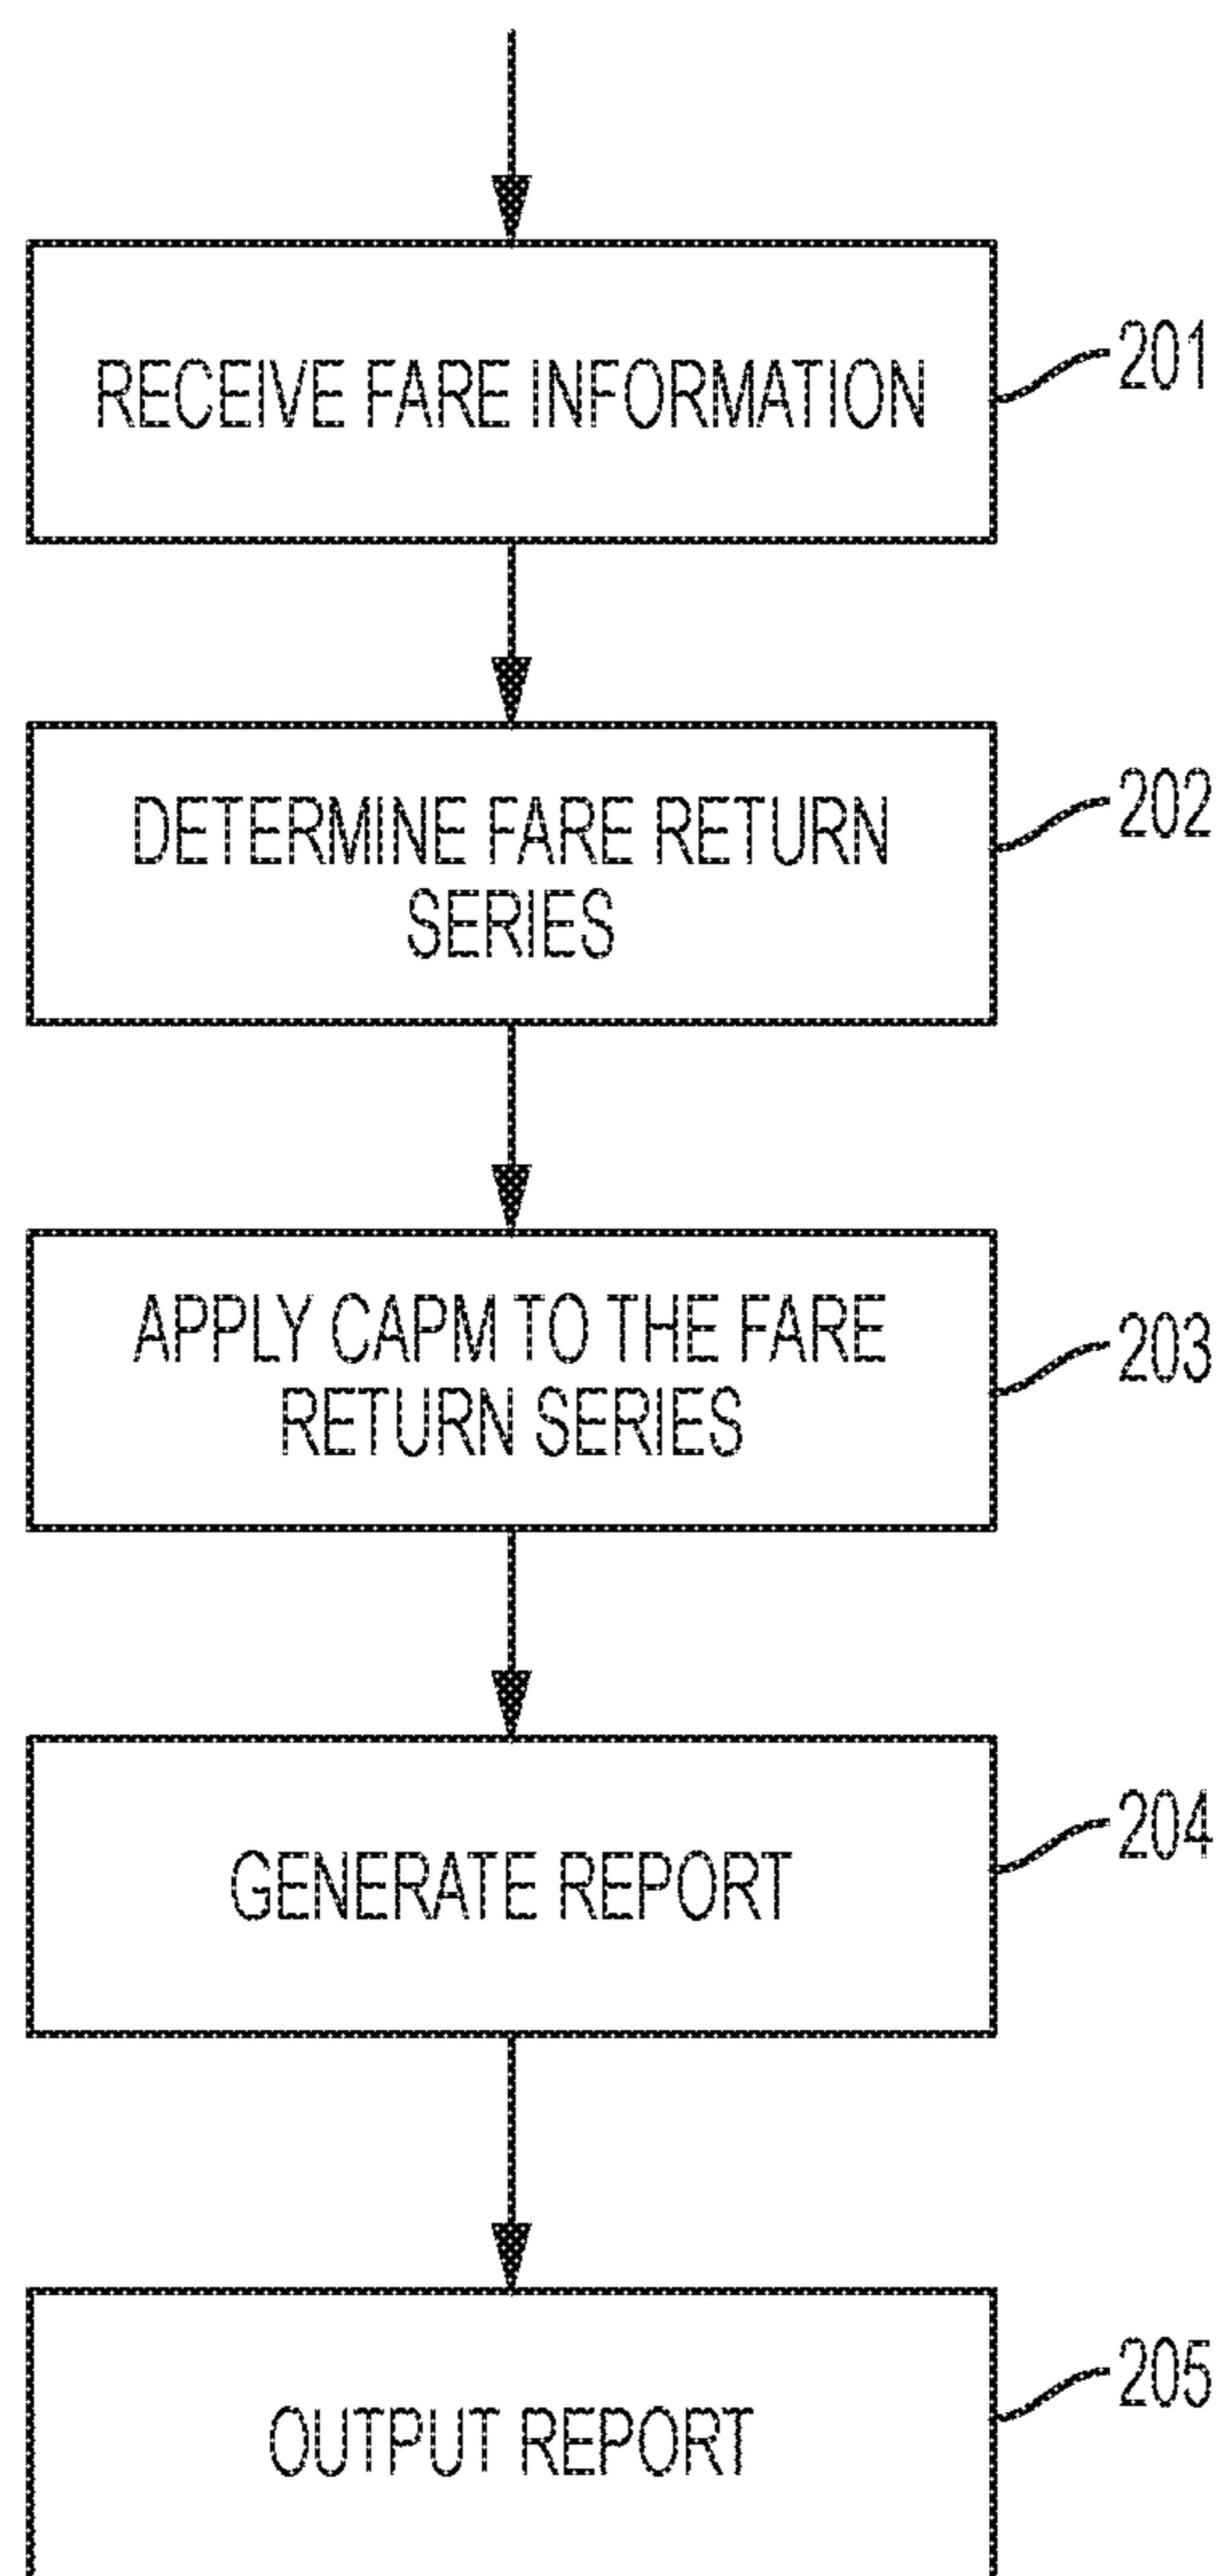 RECEIVE FARE INFORMATION
201
DETERMINE FARE RETURN
SERIES
202
APPLY CAPM TO THE FARE
RETURN SERIES
203
GENERATE REPORT
204
OUTPUT REPORT
205